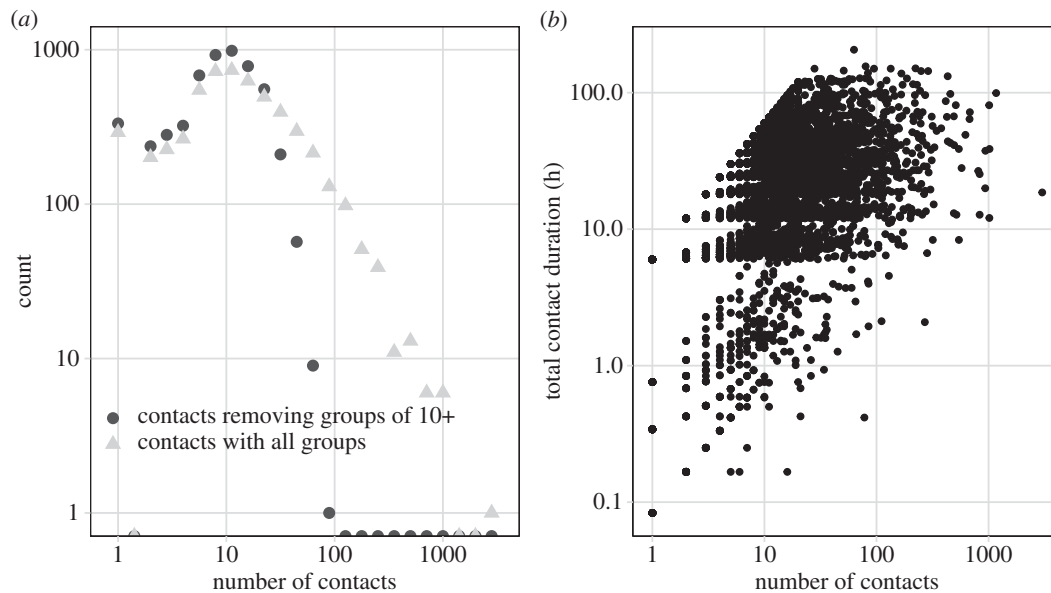 (a)
1000
100
10
1
count
contacts removing groups of 10+
contacts with all groups
1 10 100 1000
number of contacts
(b)
100.0
10.0
1.0
0.1
total contact duration (h)
1 10 100 1000
number of contacts